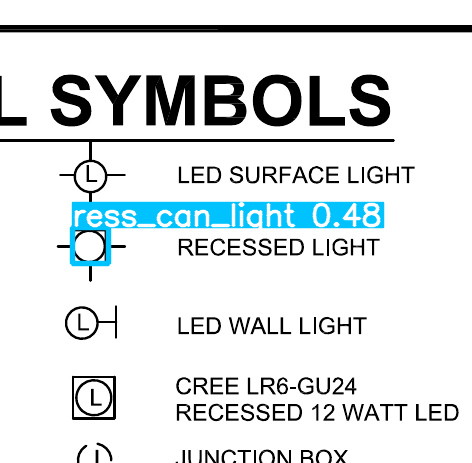 L SYMBOLS
L LED SURFACE LIGHT
ress_can_light 0.48
RECESSED LIGHT
L LED WALL LIGHT
L CREE LR6-GU24
RECESSED 12 WATT LED
JUNCTION BOX